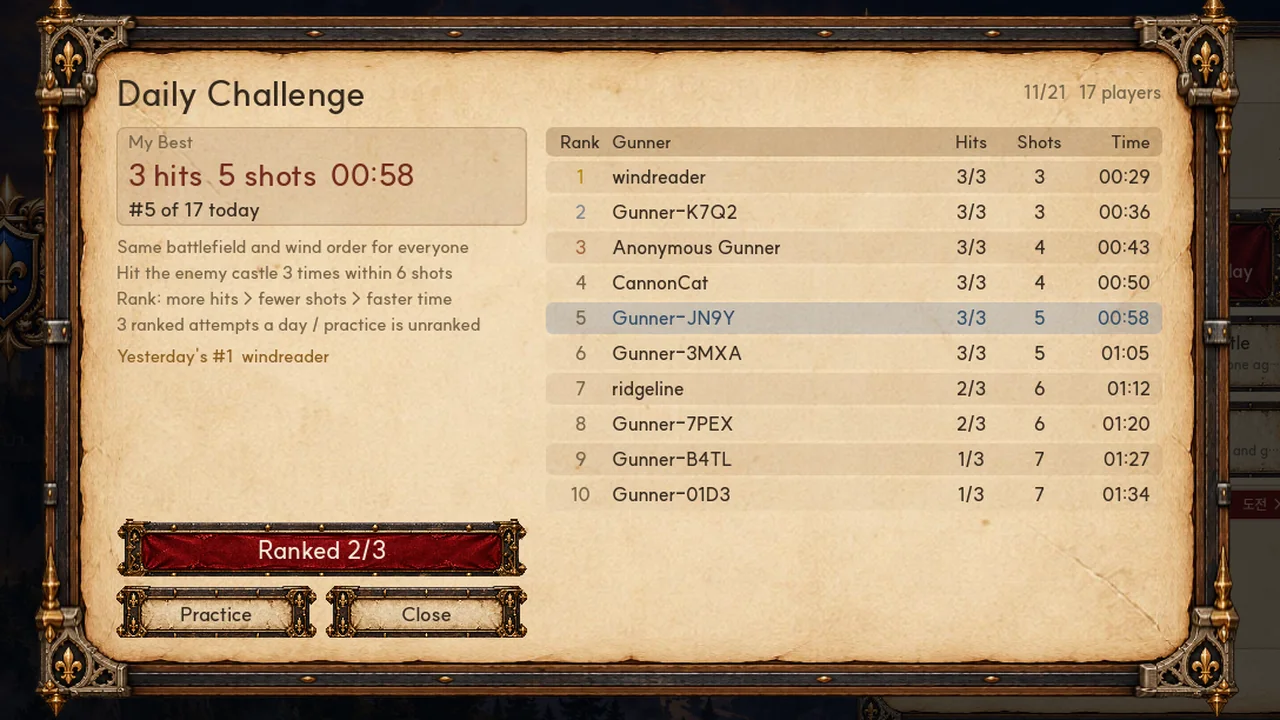 Daily Challenge
11/21 17 players
My Best
3 hits 5 shots 00:58
#5 of 17 today
Same battlefield and wind order for everyone
Hit the enemy castle 3 times within 6 shots
Rank: more hits > fewer shots > faster time
3 ranked attempts a day / practice is unranked
Yesterday's #1 windreader
Ranked 2/3
Practice
Close
Rank Gunner Hits Shots Time
1 windreader 3/3 3 00:29
2 Gunner-K7Q2 3/3 3 00:36
3 Anonymous Gunner 3/3 4 00:43
4 CannonCat 3/3 4 00:50
5 Gunner-JN9Y 3/3 5 00:58
6 Gunner-3MXA 3/3 5 01:05
7 ridgeline 2/3 6 01:12
8 Gunner-7PEX 2/3 6 01:20
9 Gunner-B4TL 1/3 7 01:27
10 Gunner-01D3 1/3 7 01:34
도전